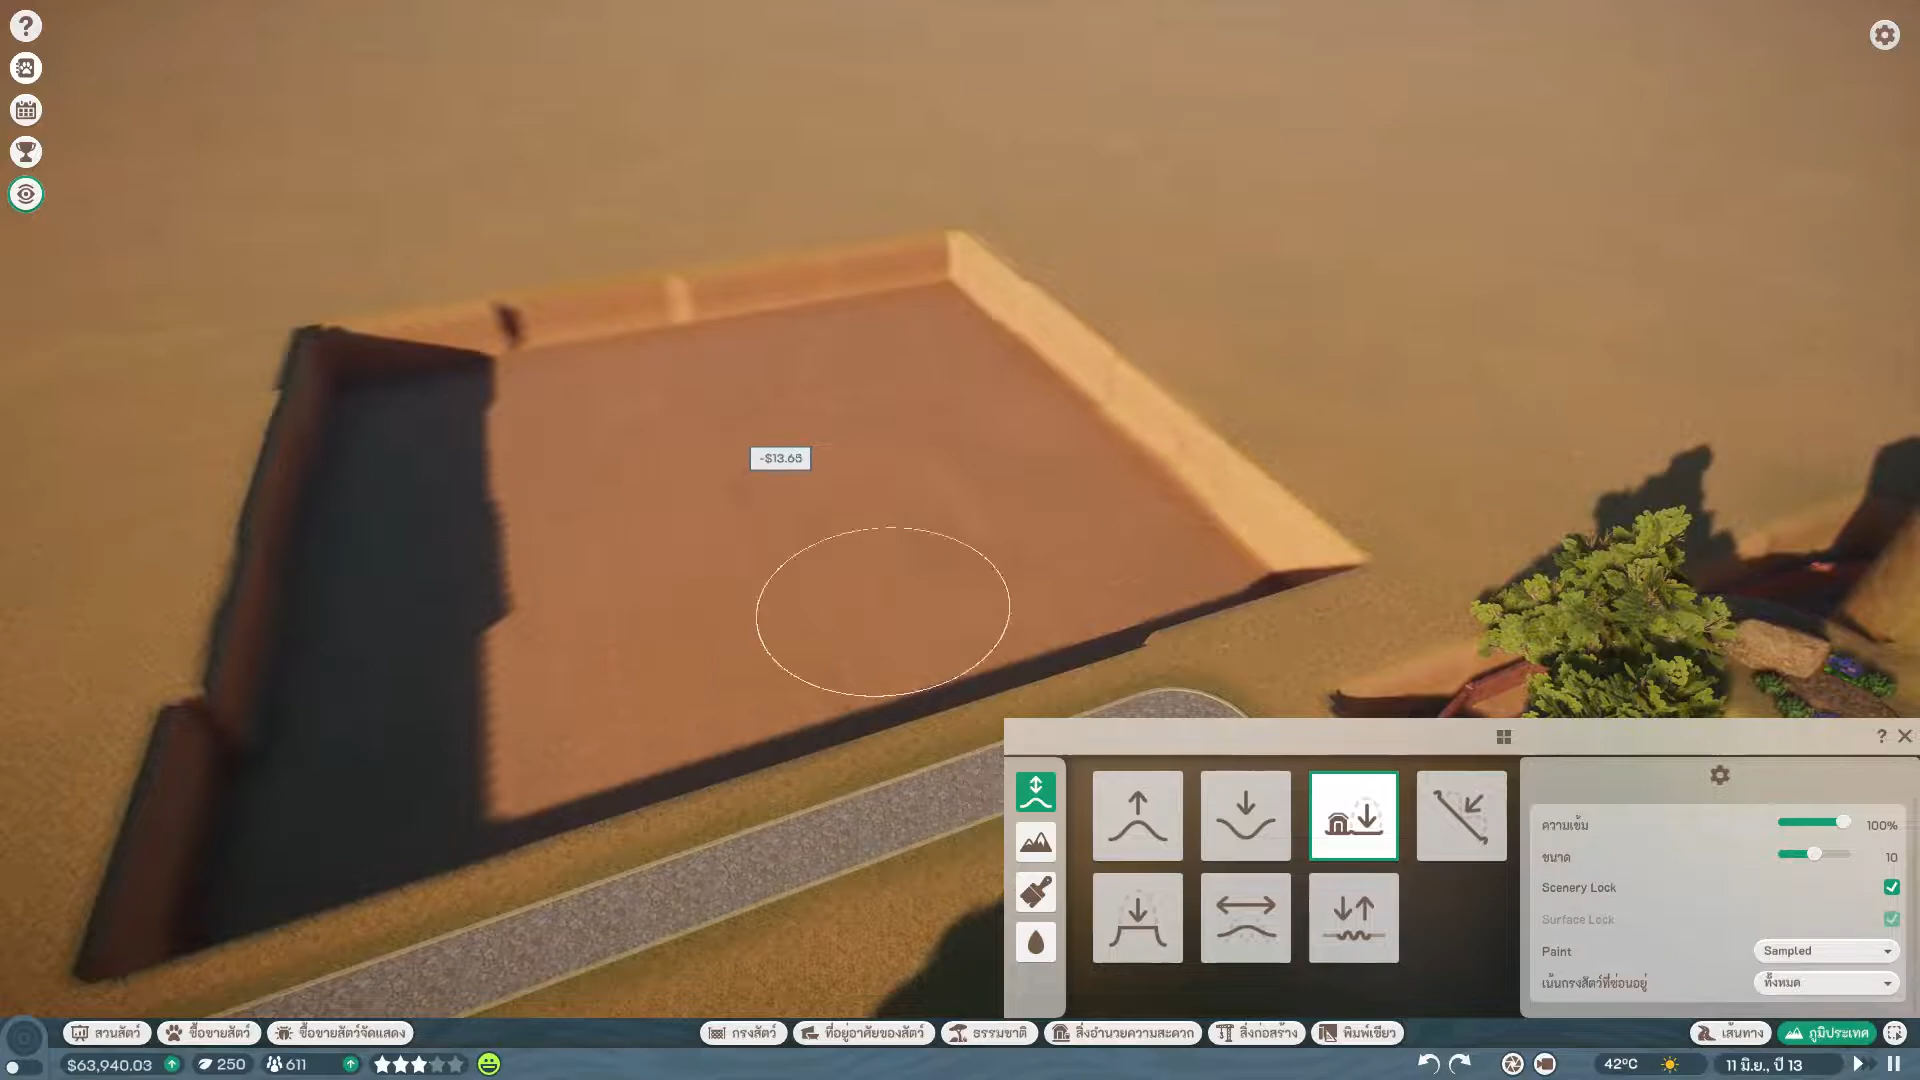 -$13.65
ความเข้ม 100%
ขนาด 10
Scenery Lock
Surface Lock
Paint Sampled
เน้นกรงสัตว์ที่ซ่อนอยู่ ทั้งหมด
สวนสัตว์ ซื้อขายสัตว์ ซื้อขายสัตว์จัดแสดง กรงสัตว์ ที่อยู่อาศัยของสัตว์ ธรรมชาติ สิ่งอำนวยความสะดวก สิ่งก่อสร้าง พิมพ์เขียว เส้นทาง ภูมิประเทศ
$63,940.03 250 611 42°C 11 มิ.ย., ปี 13